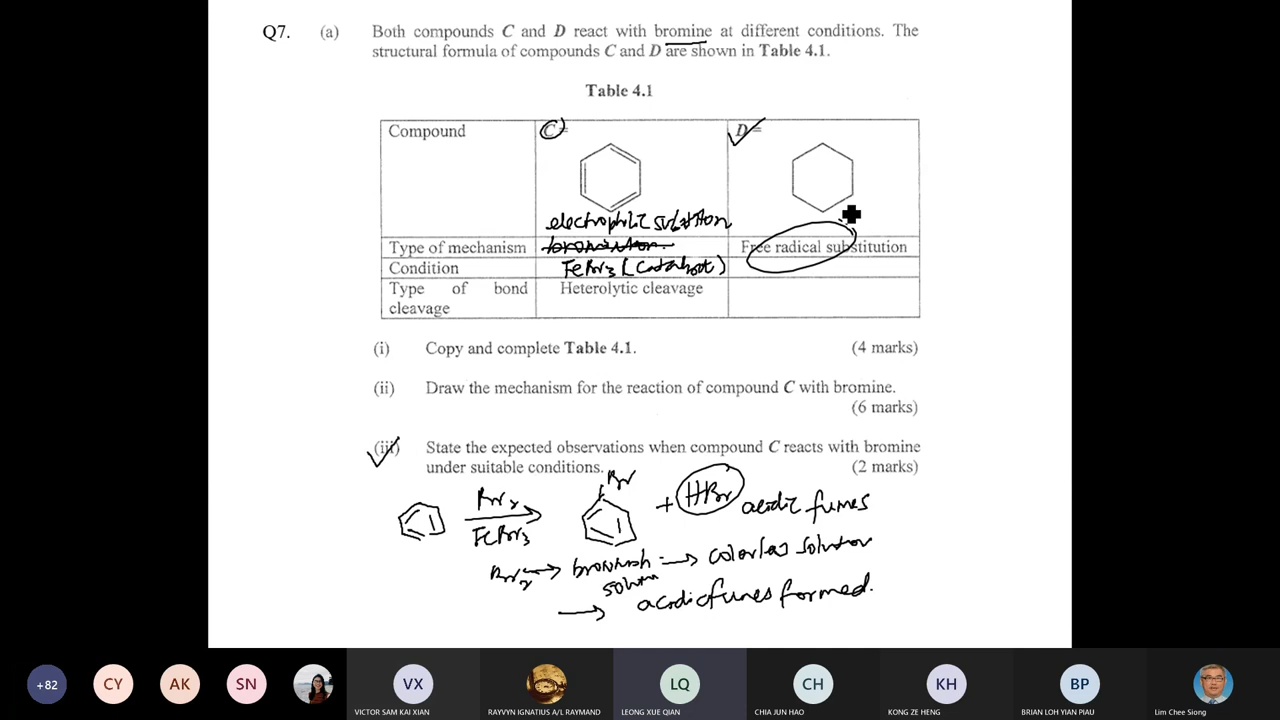 Q7. (a) Both compounds C and D react with bromine at different conditions. The
structural formula of compounds C and D are shown in Table 4.1.
Table 4.1
Compound C= D=
electrophilic substitution
Type of mechanism bromination Free radical substitution
Condition FeBr3 (catalyst)
Type of bond Heterolytic cleavage
cleavage
(i) Copy and complete Table 4.1. (4 marks)
(ii) Draw the mechanism for the reaction of compound C with bromine.
(6 marks)
(iii) State the expected observations when compound C reacts with bromine
under suitable conditions. (2 marks)
Br
Br2 + HBr acidic fumes
FeBr3
Br2 → brownish → colorless solution
solution
→ acidic fumes formed.
+82 CY AK SN VX LQ CH KH BP
VICTOR SAM KAI XIAN RAYVYN IGNATIUS A/L RAYMAND LEONG XUE QIAN CHIA JUN HAO KONG ZE HENG BRIAN LOH YIAN PIAU Lim Chee Siong